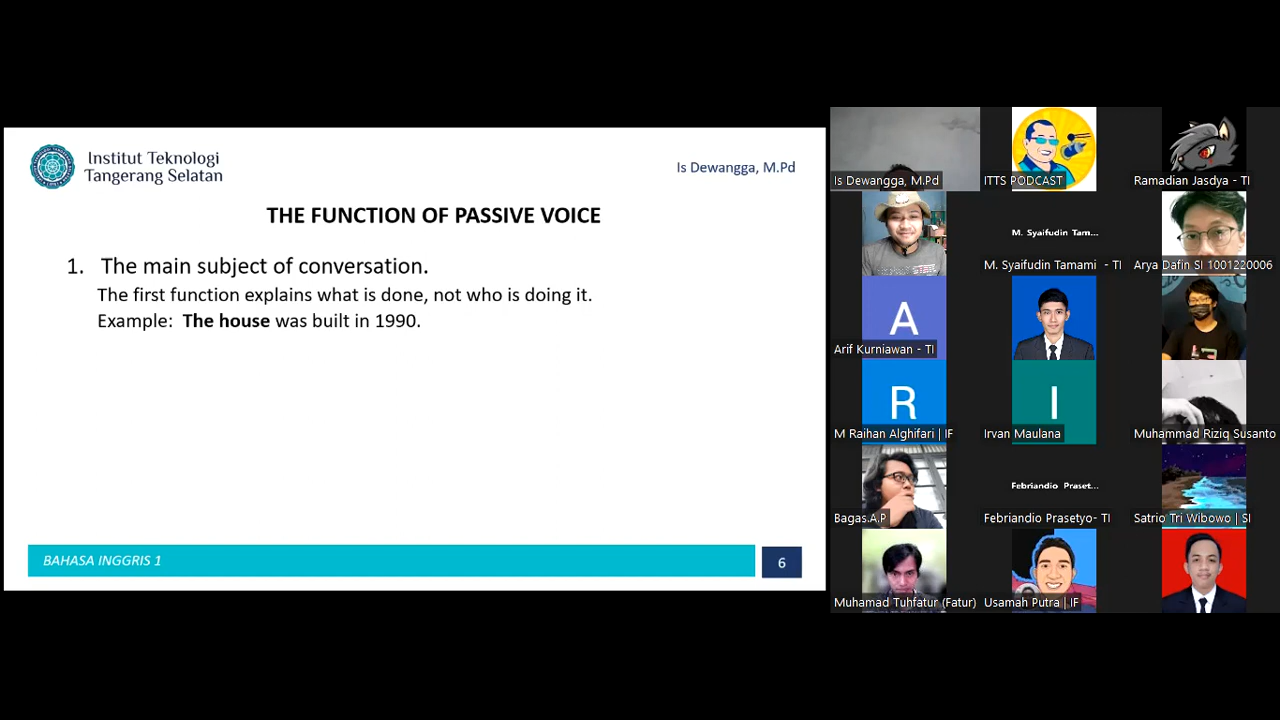 Institut Teknologi
Tangerang Selatan
Is Dewangga, M.Pd
THE FUNCTION OF PASSIVE VOICE
1. The main subject of conversation.
The first function explains what is done, not who is doing it.
Example: The house was built in 1990.
BAHASA INGGRIS 1
6
Is Dewangga, M.Pd
ITTS PODCAST
Ramadian Jasdya - TI
M. Syaifudin Tam...
M. Syaifudin Tamami - TI
Arya Dafin SI 1001220006
A
Arif Kurniawan - TI
R
M Raihan Alghifari | IF
I
Irvan Maulana
Muhammad Riziq Susanto
Bagas.A.P
Febriandio Praset...
Febriandio Prasetyo- TI
Satrio Tri Wibowo | SI
Muhamad Tuhfatur (Fatur)
Usamah Putra | IF